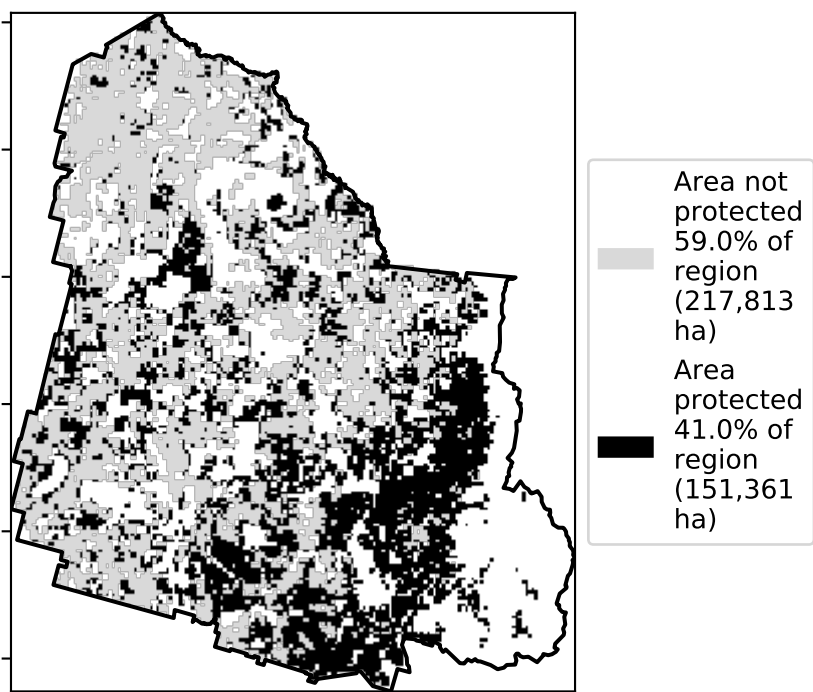 Area not
protected
59.0% of
region
(217,813
ha)
Area
protected
41.0% of
region
(151,361
ha)